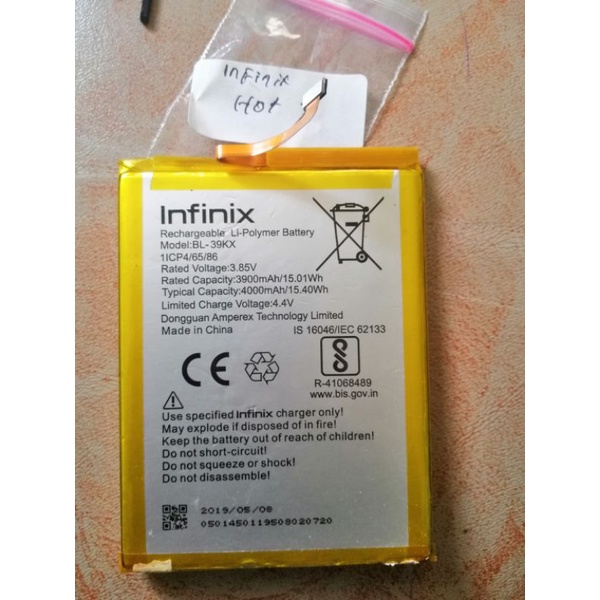 Infinix
Hot
Infinix
Rechargeable Li-Polymer Battery
Model:BL-39KX
1ICP4/65/86
Rated Voltage:3.85V
Rated Capacity:3900mAh/15.01Wh
Typical Capacity:4000mAh/15.40Wh
Limited Charge Voltage:4.4V
Dongguan Amperex Technology Limited
Made in China
IS 16046/IEC 62133
CE
R-41068489
www.bis.gov.in
Use specified Infinix charger only!
May explode if disposed of in fire!
Keep the battery out of reach of children!
Do not short-circuit!
Do not squeeze or shock!
Do not disassemble!
2019/05/08
0501450119508020720